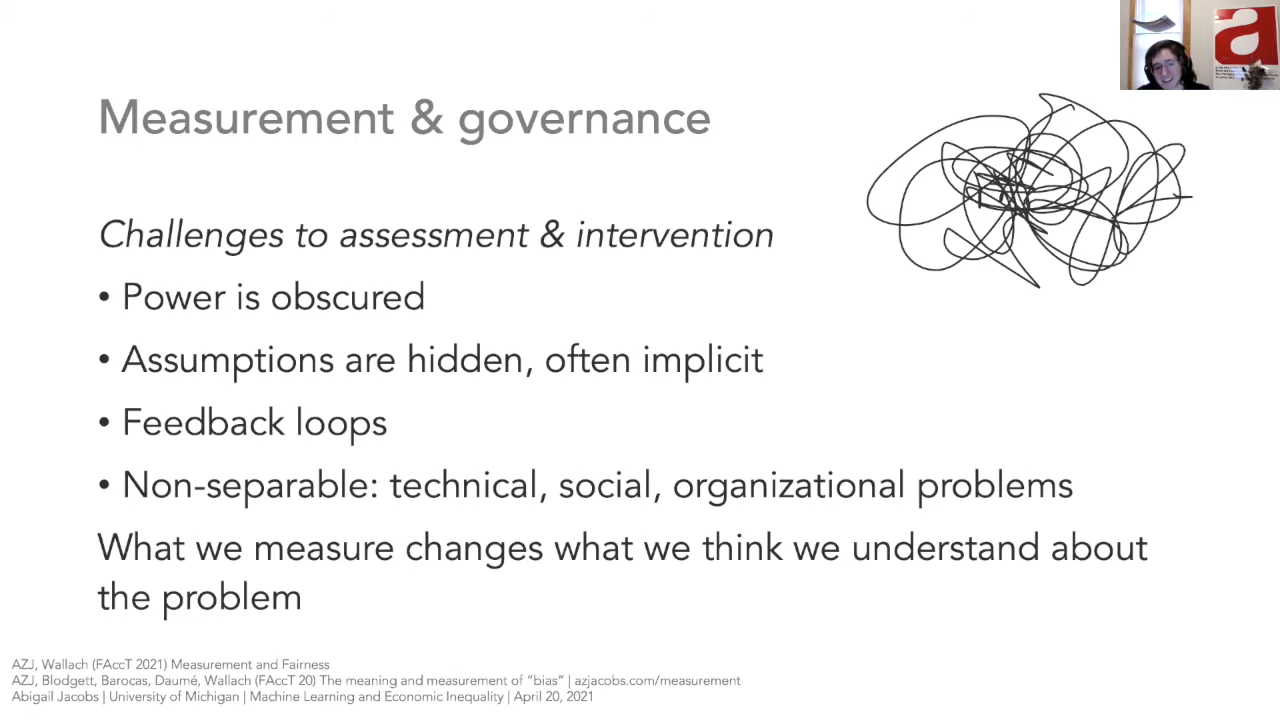 Measurement & governance
Challenges to assessment & intervention
• Power is obscured
• Assumptions are hidden, often implicit
• Feedback loops
• Non-separable: technical, social, organizational problems
What we measure changes what we think we understand about
the problem
AZJ, Wallach (FAccT 2021) Measurement and Fairness
AZJ, Blodgett, Barocas, Daumé, Wallach (FAccT 20) The meaning and measurement of “bias” | azjacobs.com/measurement
Abigail Jacobs | University of Michigan | Machine Learning and Economic Inequality | April 20, 2021
a